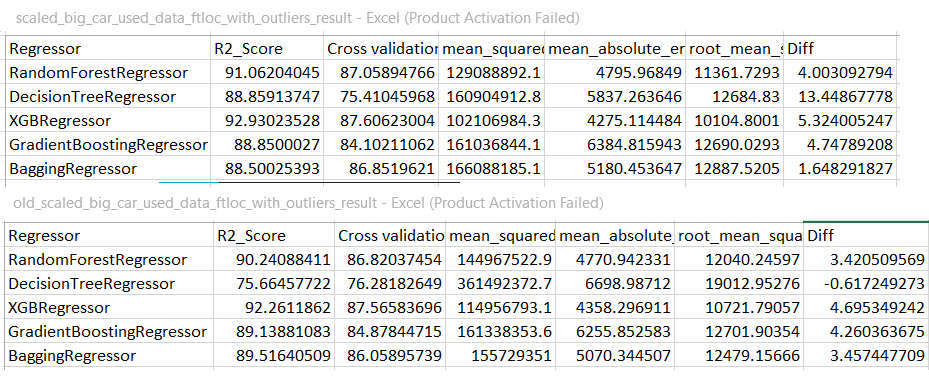 scaled_big_car_used_data_ftloc_with_outliers_result - Excel (Product Activation Failed)
Regressor R2_Score Cross validation mean_squared mean_absolute_er root_mean_s Diff
RandomForestRegressor 91.06204045 87.05894766 129088892.1 4795.96849 11361.7293 4.003092794
DecisionTreeRegressor 88.85913747 75.41045968 160904912.8 5837.263646 12684.83 13.44867778
XGBRegressor 92.93023528 87.60623004 102106984.3 4275.114484 10104.8001 5.324005247
GradientBoostingRegressor 88.8500027 84.10211062 161036844.1 6384.815943 12690.0293 4.74789208
BaggingRegressor 88.50025393 86.8519621 166088185.1 5180.453647 12887.5205 1.648291827
old_scaled_big_car_used_data_ftloc_with_outliers_result - Excel (Product Activation Failed)
Regressor R2_Score Cross validatio mean_squared mean_absolute_ root_mean_squa Diff
RandomForestRegressor 90.24088411 86.82037454 144967522.9 4770.942331 12040.24597 3.420509569
DecisionTreeRegressor 75.66457722 76.28182649 361492372.7 6698.98712 19012.95276 -0.617249273
XGBRegressor 92.2611862 87.56583696 114956793.1 4358.296911 10721.79057 4.695349242
GradientBoostingRegressor 89.13881083 84.87844715 161338353.6 6255.852583 12701.90354 4.260363675
BaggingRegressor 89.51640509 86.05895739 155729351 5070.344507 12479.15666 3.457447709